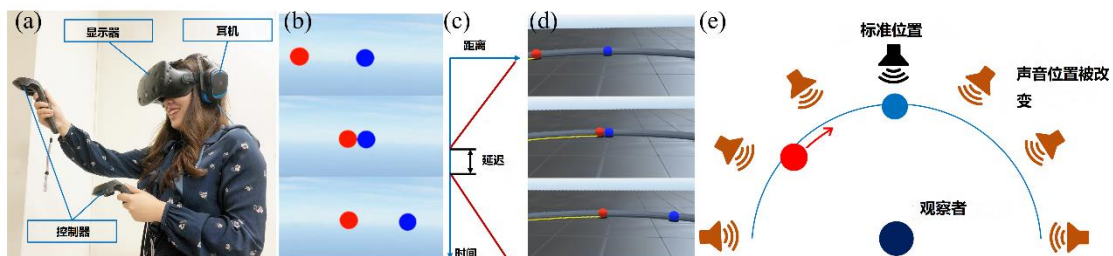 (a)
显示器
耳机
控制器
(b)
(c)
距离
延迟
时间
(d)
(e)
标准位置
声音位置被改
变
观察者